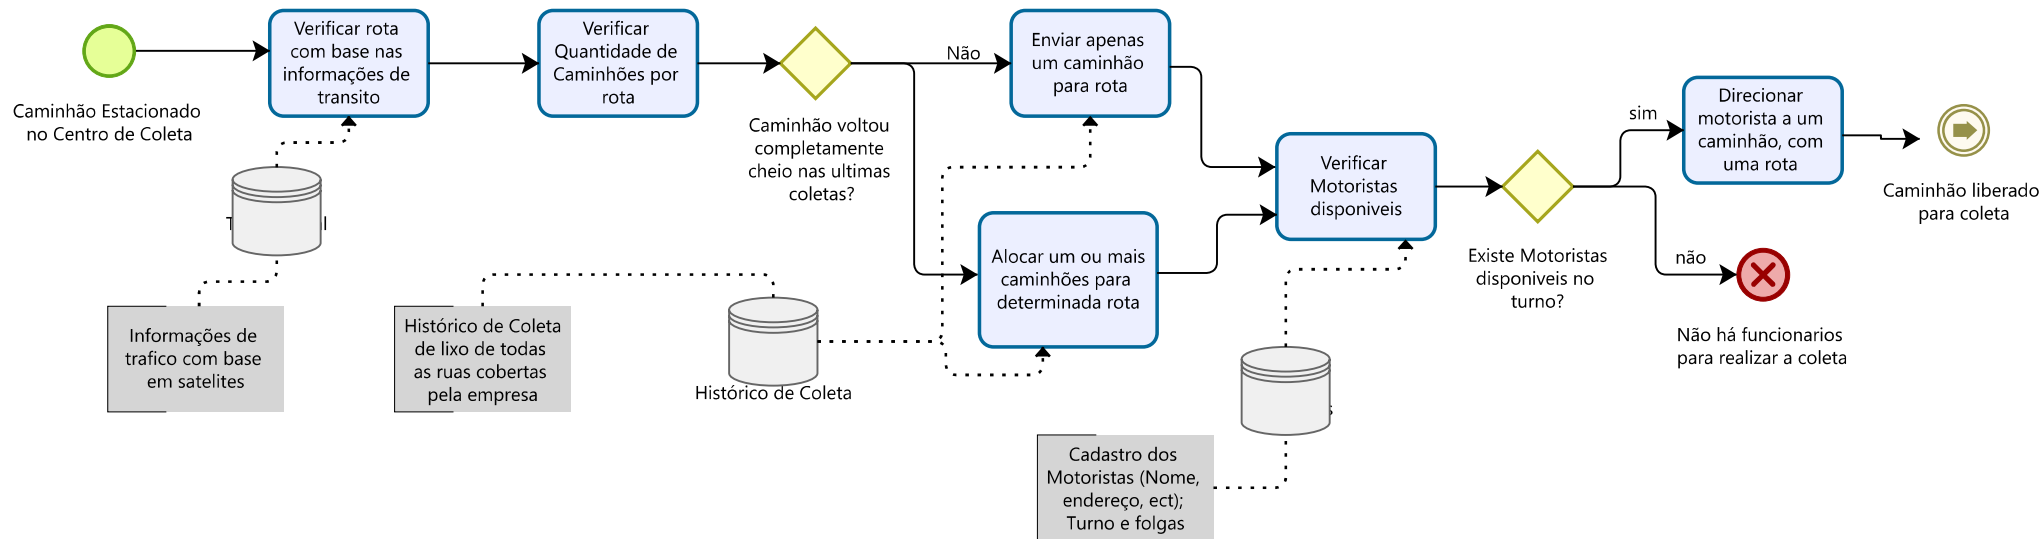 Caminhão Estacionado
no Centro de Coleta
Verificar rota
com base nas
informações de
transito
Verificar
Quantidade de
Caminhões por
rota
Caminhão voltou
completamente
cheio nas ultimas
coletas?
Não
Enviar apenas
um caminhão
para rota
Alocar um ou mais
caminhões para
determinada rota
Verificar
Motoristas
disponiveis
Existe Motoristas
disponiveis no
turno?
sim
Direcionar
motorista a um
caminhão, com
uma rota
Caminhão liberado
para coleta
não
Não há funcionarios
para realizar a coleta
Informações de
trafico com base
em satelites
Histórico de Coleta
de lixo de todas
as ruas cobertas
pela empresa
Histórico de Coleta
Cadastro dos
Motoristas (Nome,
endereço, ect);
Turno e folgas